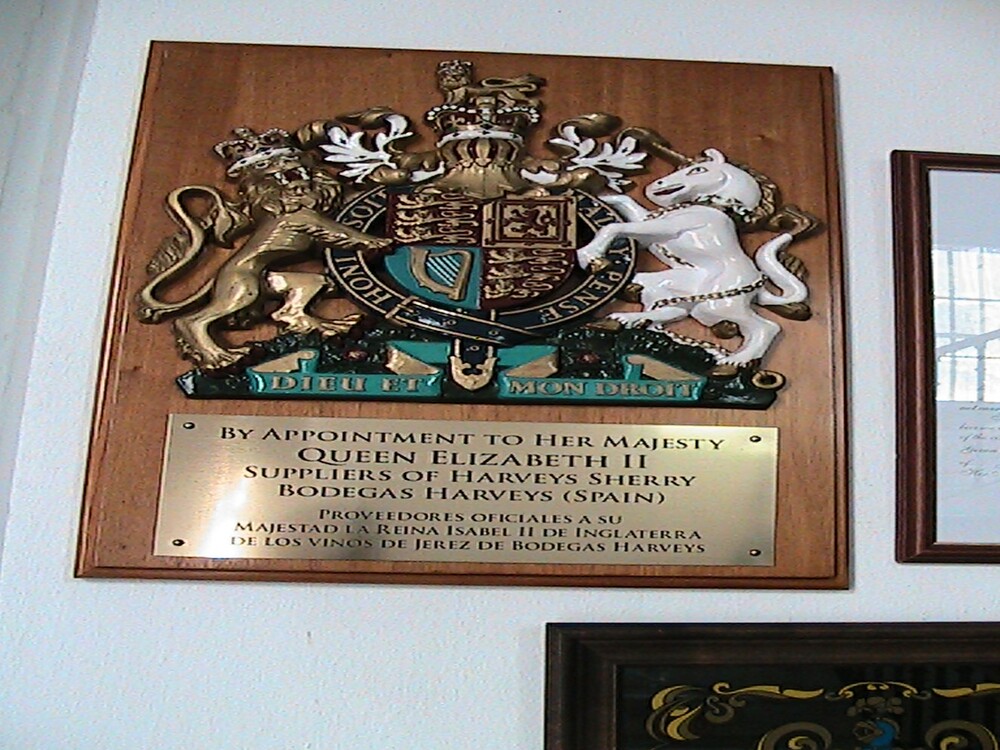 HONI SOIT
Y PENSE
DIEU ET MON DROIT
BY APPOINTMENT TO HER MAJESTY
QUEEN ELIZABETH II
SUPPLIERS OF HARVEYS SHERRY
BODEGAS HARVEYS (SPAIN)
PROVEEDORES OFICIALES A SU
MAJESTAD LA REINA ISABEL II DE INGLATERRA
DE LOS VINOS DE JEREZ DE BODEGAS HARVEYS